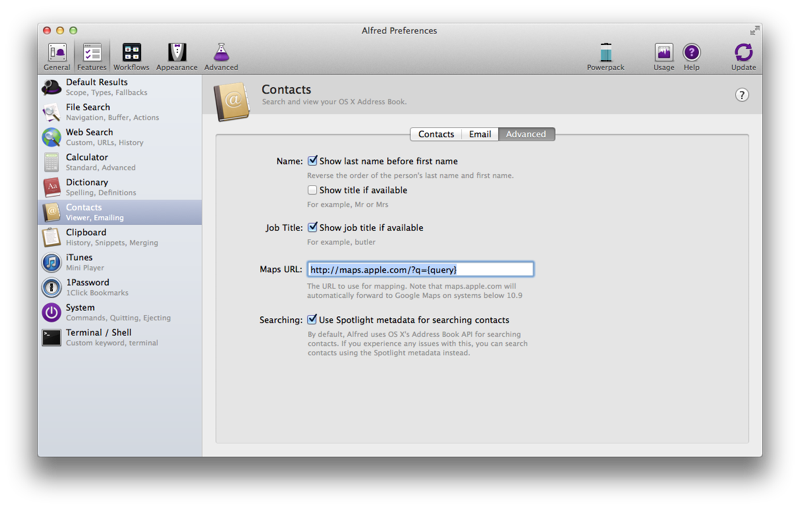 Alfred Preferences
General
Features
Workflows
Appearance
Advanced
Powerpack
Usage
Help
Update
Default Results
Scope, Types, Fallbacks
File Search
Navigation, Buffer, Actions
Web Search
Custom, URLs, History
Calculator
Standard, Advanced
Dictionary
Spelling, Definitions
Contacts
Viewer, Emailing
Clipboard
History, Snippets, Merging
iTunes
Mini Player
1Password
1Click Bookmarks
System
Commands, Quitting, Ejecting
Terminal / Shell
Custom keyword, terminal
Contacts
Search and view your OS X Address Book.
?
Contacts
Email
Advanced
Name: Show last name before first name
Reverse the order of the person's last name and first name.
Show title if available
For example, Mr or Mrs
Job Title: Show job title if available
For example, butler
Maps URL: http://maps.apple.com/?q={query}
The URL to use for mapping. Note that maps.apple.com will
automatically forward to Google Maps on systems below 10.9
Searching: Use Spotlight metadata for searching contacts
By default, Alfred uses OS X's Address Book API for searching
contacts. If you experience any issues with this, you can search
contacts using the Spotlight metadata instead.